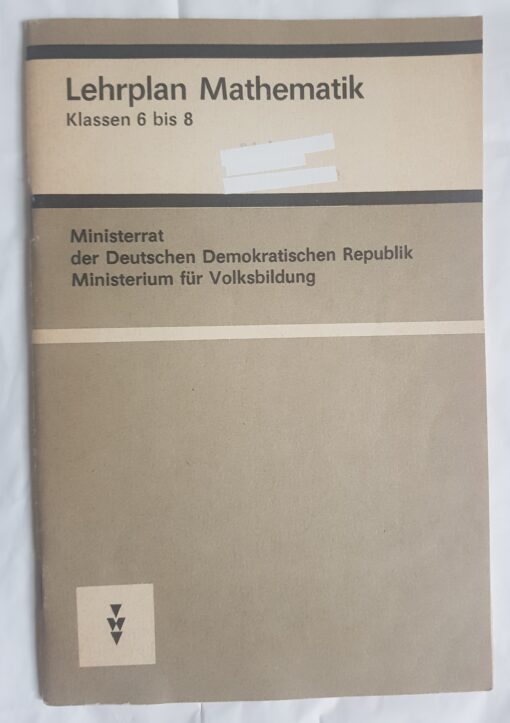 Lehrplan Mathematik
Klassen 6 bis 8
Ministerrat
der Deutschen Demokratischen Republik
Ministerium für Volksbildung